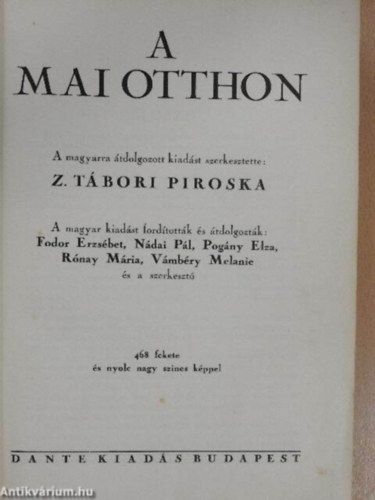 A
MAI OTTHON
A magyarra átdolgozott kiadást szerkesztette:
Z. TÁBORI PIROSKA
A magyar kiadást fordították és átdolgozták:
Fodor Erzsébet, Nádai Pál, Pogány Elza,
Rónay Mária, Vámbéry Melanie
és a szerkesztő
468 fekete
és nyolc nagy szines képpel
DANTE KIADÁS BUDAPEST
Antikvárium.hu